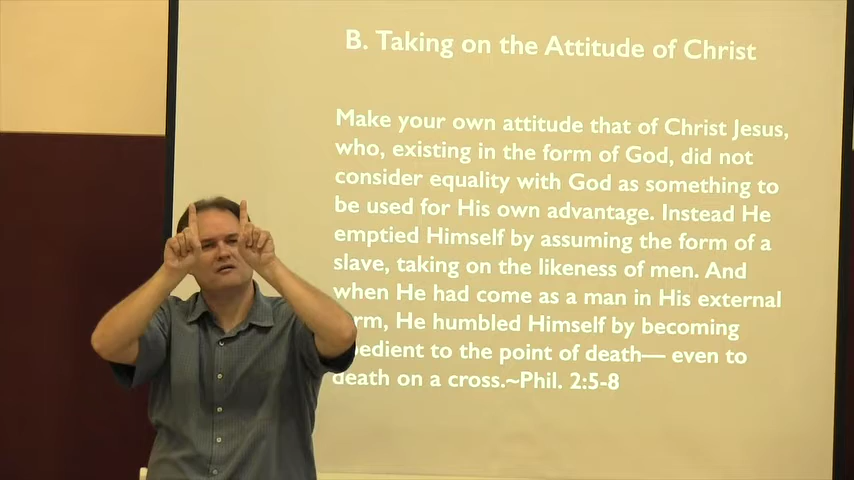 B. Taking on the Attitude of Christ
Make your own attitude that of Christ Jesus,
who, existing in the form of God, did not
consider equality with God as something to
be used for His own advantage. Instead He
emptied Himself by assuming the form of a
slave, taking on the likeness of men. And
when He had come as a man in His external
rm, He humbled Himself by becoming
bedient to the point of death— even to
death on a cross.~Phil. 2:5-8